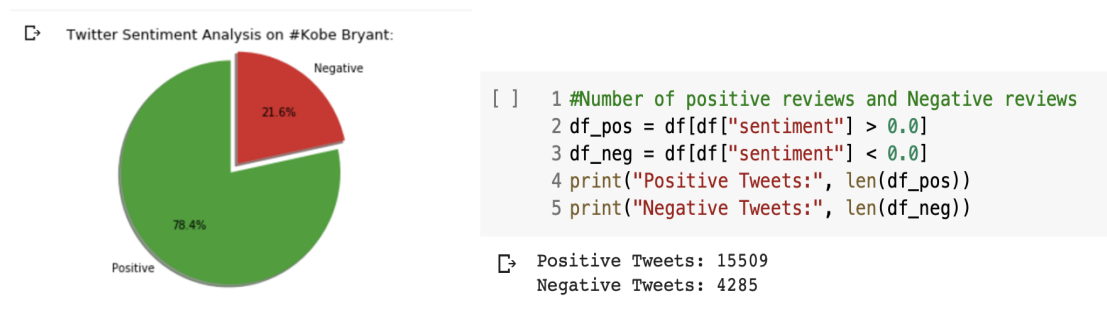 Twitter Sentiment Analysis on #Kobe Bryant:
Negative
21.6%
78.4%
Positive
[ ] 1 #Number of positive reviews and Negative reviews
2 df_pos = df[df["sentiment"] > 0.0]
3 df_neg = df[df["sentiment"] < 0.0]
4 print("Positive Tweets:", len(df_pos))
5 print("Negative Tweets:", len(df_neg))
Positive Tweets: 15509
Negative Tweets: 4285